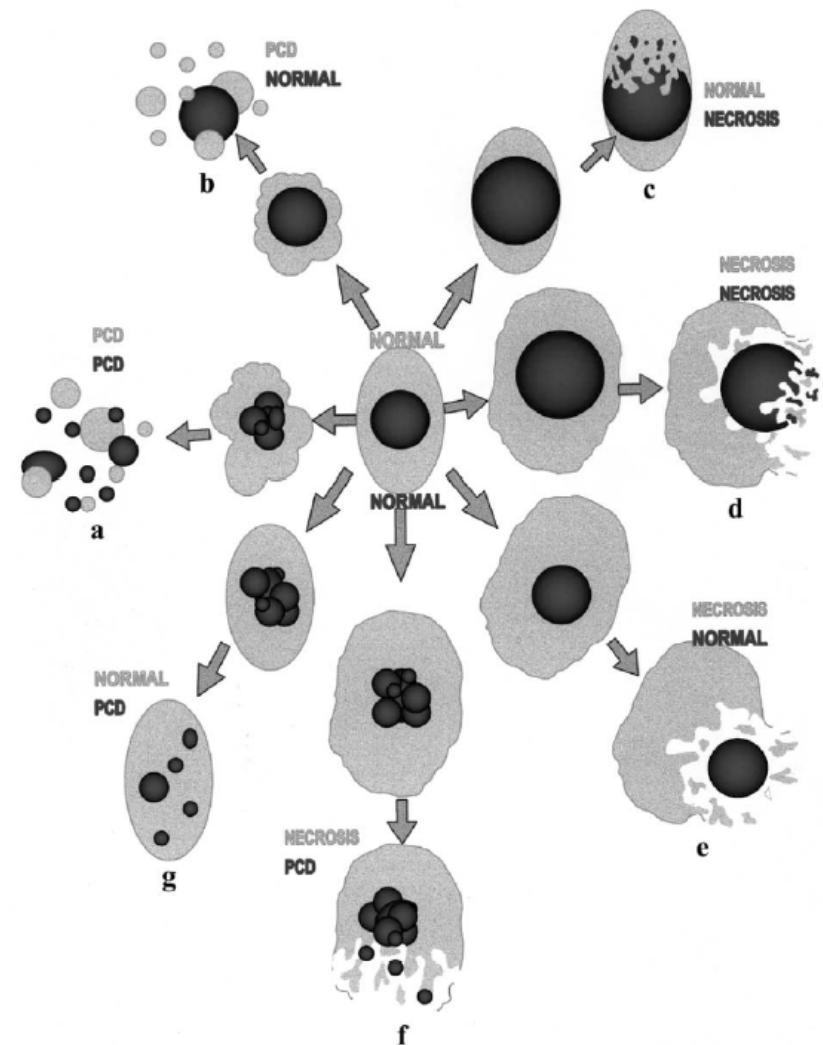 PCD
NORMAL
b
NORMAL
NECROSIS
c
NECROSIS
NECROSIS
d
PCD
PCD
a
NORMAL
NORMAL
NECROSIS
NORMAL
e
NORMAL
PCD
g
NECROSIS
PCD
f